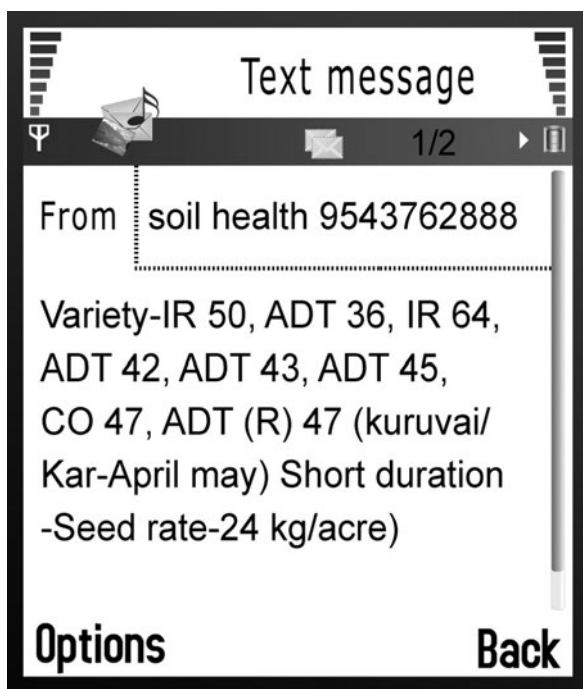 Text message
1/2
From soil health 9543762888
Variety-IR 50, ADT 36, IR 64,
ADT 42, ADT 43, ADT 45,
CO 47, ADT (R) 47 (kuruvai/
Kar-April may) Short duration
-Seed rate-24 kg/acre)
Options Back